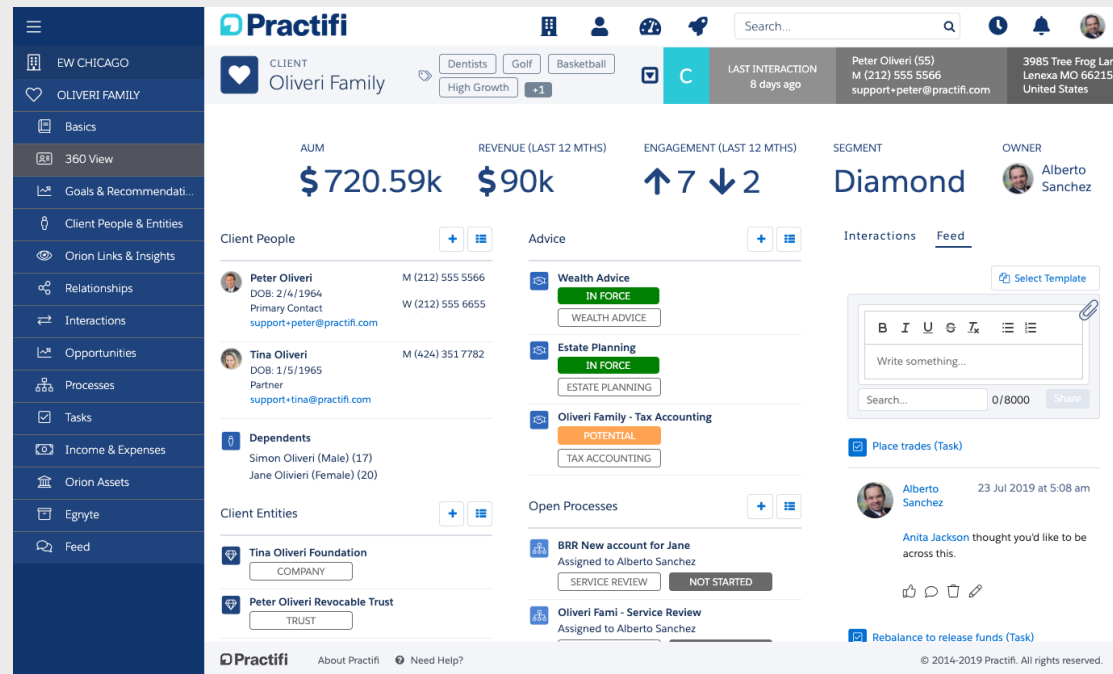 Practifi
Search...
EW CHICAGO
OLIVERI FAMILY
Basics
360 View
Goals & Recommendati...
Client People & Entities
Orion Links & Insights
Relationships
Interactions
Opportunities
Processes
Tasks
Income & Expenses
Orion Assets
Egnyte
Feed
CLIENT
Oliveri Family
Dentists
Golf
Basketball
High Growth
+1
C
LAST INTERACTION
8 days ago
Peter Oliveri (55)
M (212) 555 5566
support+peter@practifi.com
3985 Tree Frog Lan
Lenexa MO 66215
United States
AUM
$720.59k
REVENUE (LAST 12 MTHS)
$90k
ENGAGEMENT (LAST 12 MTHS)
↑7 ↓2
SEGMENT
Diamond
OWNER
Alberto
Sanchez
Client People
Peter Oliveri
M (212) 555 5566
DOB: 2/4/1964
W (212) 555 6655
Primary Contact
support+peter@practifi.com
Tina Oliveri
M (424) 351 7782
DOB: 1/5/1965
Partner
support+tina@practifi.com
Dependents
Simon Oliveri (Male) (17)
Jane Olivieri (Female) (20)
Client Entities
Tina Oliveri Foundation
COMPANY
Peter Oliveri Revocable Trust
TRUST
Advice
Wealth Advice
IN FORCE
WEALTH ADVICE
Estate Planning
IN FORCE
ESTATE PLANNING
Oliveri Family - Tax Accounting
POTENTIAL
TAX ACCOUNTING
Open Processes
BRR New account for Jane
Assigned to Alberto Sanchez
SERVICE REVIEW
NOT STARTED
Oliveri Fami - Service Review
Assigned to Alberto Sanchez
Interactions
Feed
Select Template
B I U S Tx
Write something...
Search...
0/8000
Share
Place trades (Task)
Alberto
Sanchez
23 Jul 2019 at 5:08 am
Anita Jackson thought you'd like to be
across this.
Rebalance to release funds (Task)
Practifi
About Practifi
Need Help?
© 2014-2019 Practifi. All rights reserved.